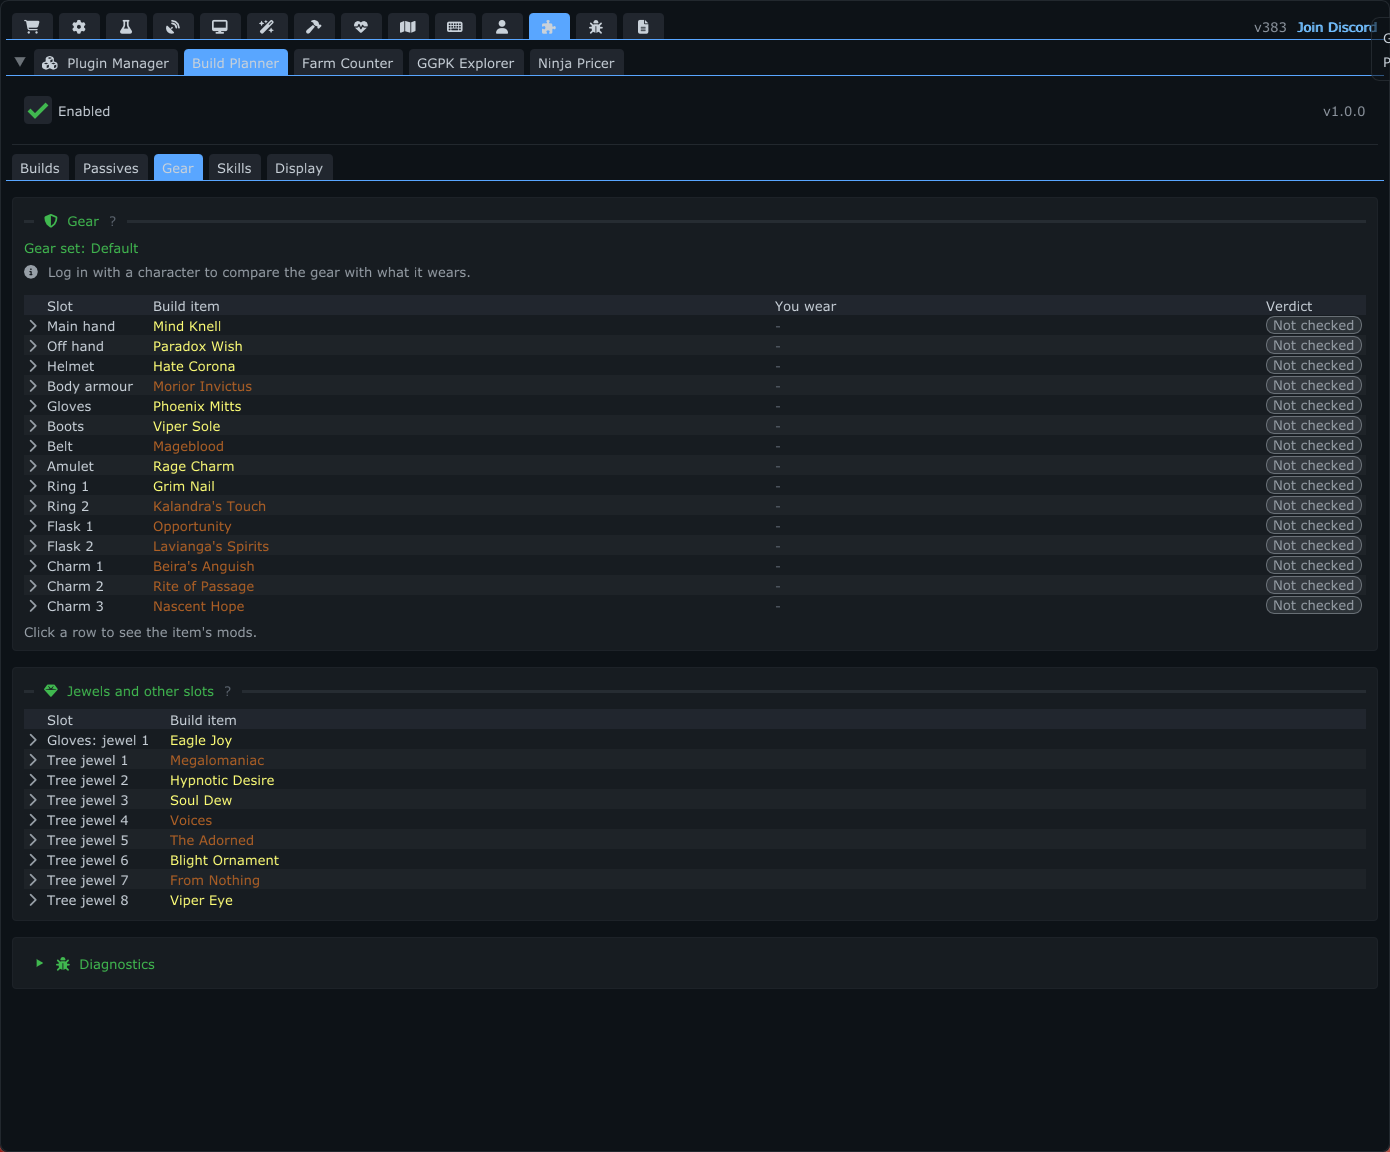 v383 Join Discord
Plugin Manager Build Planner Farm Counter GGPK Explorer Ninja Pricer
Enabled v1.0.0
Builds Passives Gear Skills Display
Gear ?
Gear set: Default
Log in with a character to compare the gear with what it wears.
Slot Build item You wear Verdict
Main hand Mind Knell - Not checked
Off hand Paradox Wish - Not checked
Helmet Hate Corona - Not checked
Body armour Morior Invictus - Not checked
Gloves Phoenix Mitts - Not checked
Boots Viper Sole - Not checked
Belt Mageblood - Not checked
Amulet Rage Charm - Not checked
Ring 1 Grim Nail - Not checked
Ring 2 Kalandra's Touch - Not checked
Flask 1 Opportunity - Not checked
Flask 2 Lavianga's Spirits - Not checked
Charm 1 Beira's Anguish - Not checked
Charm 2 Rite of Passage - Not checked
Charm 3 Nascent Hope - Not checked
Click a row to see the item's mods.
Jewels and other slots ?
Slot Build item
Gloves: jewel 1 Eagle Joy
Tree jewel 1 Megalomaniac
Tree jewel 2 Hypnotic Desire
Tree jewel 3 Soul Dew
Tree jewel 4 Voices
Tree jewel 5 The Adorned
Tree jewel 6 Blight Ornament
Tree jewel 7 From Nothing
Tree jewel 8 Viper Eye
Diagnostics